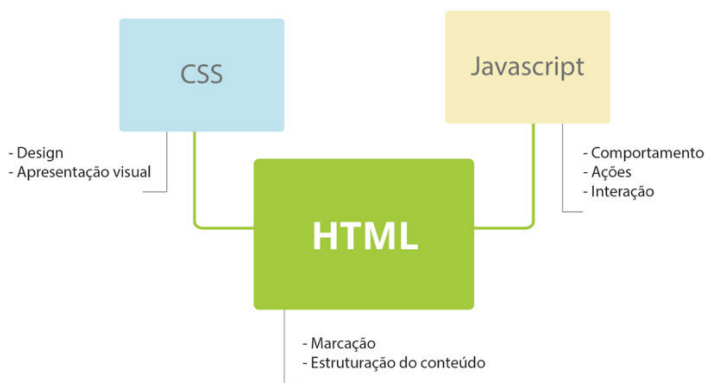 CSS
Javascript
- Design
- Apresentação visual
- Comportamento
- Ações
- Interação
HTML
- Marcação
- Estruturação do conteúdo